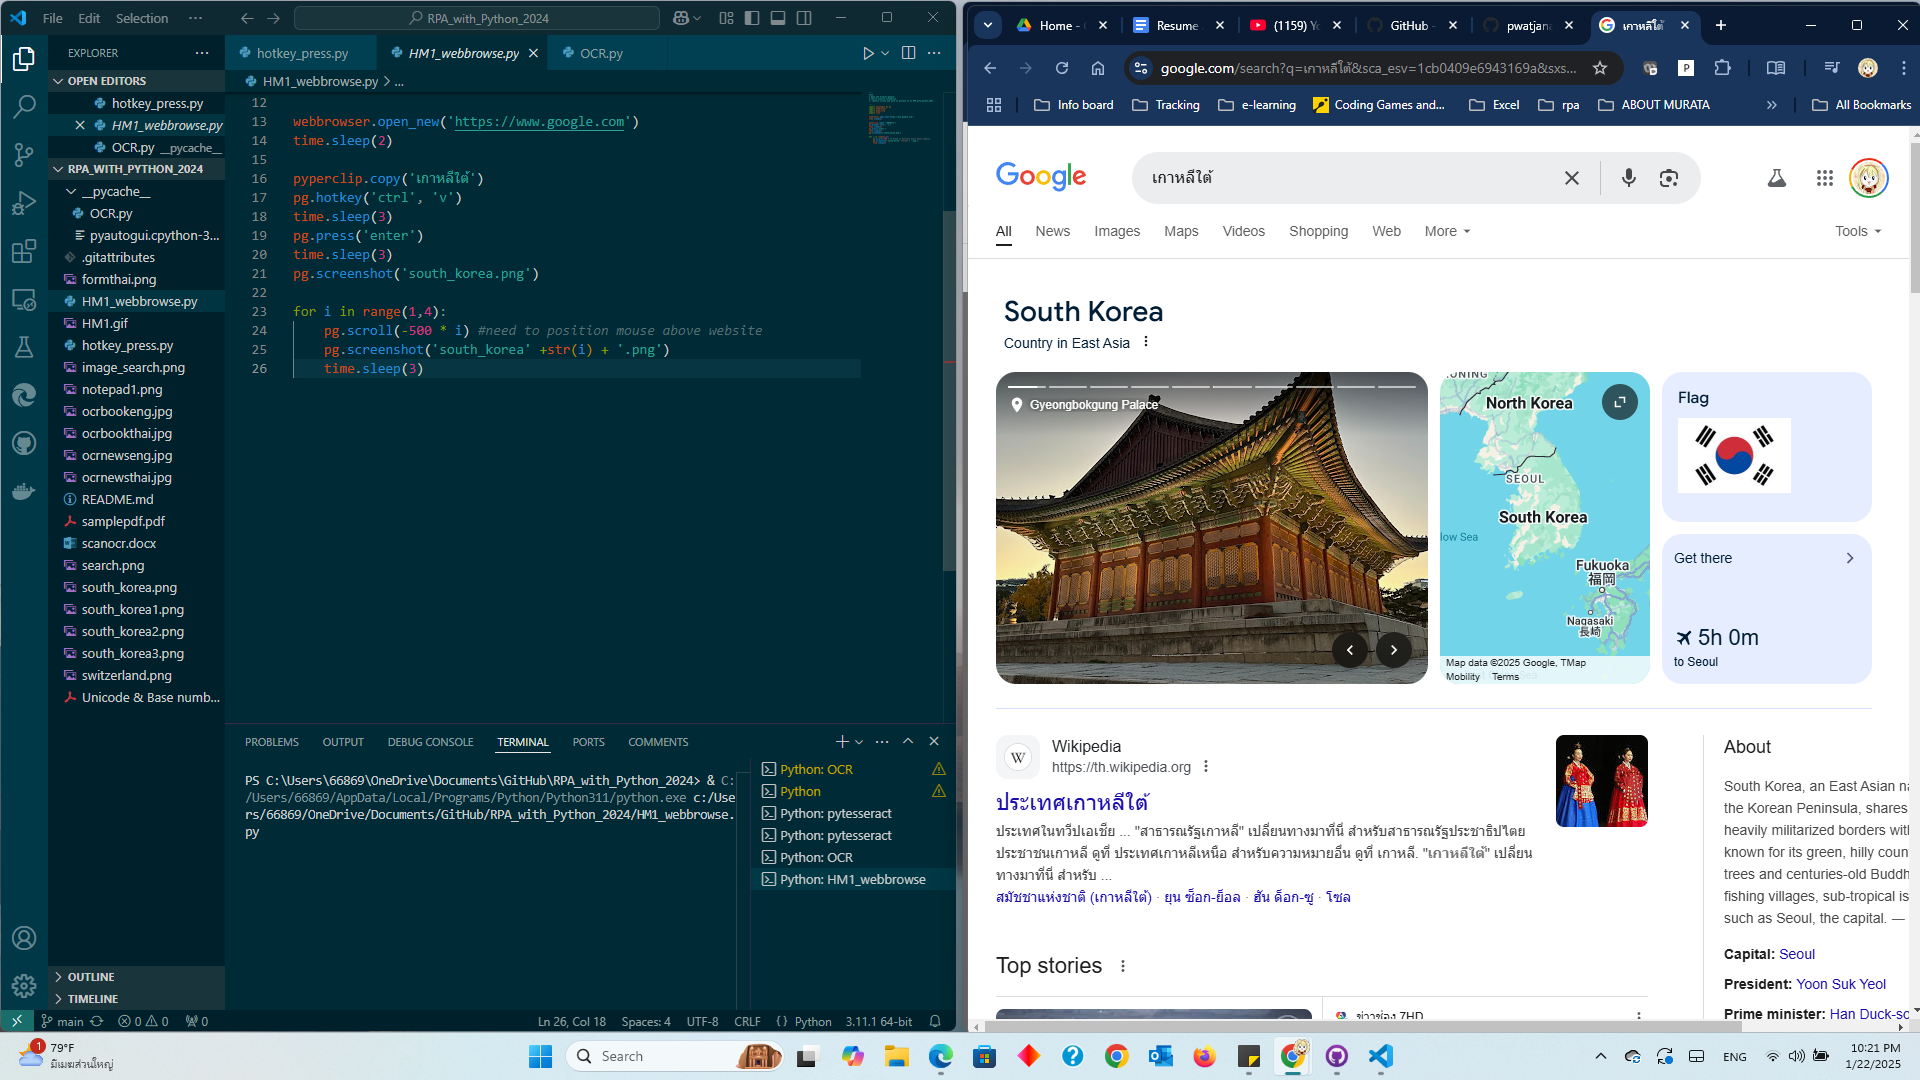 File Edit Selection ···
RPA_with_Python_2024
EXPLORER
OPEN EDITORS
hotkey_press.py
HM1_webbrowse.py
OCR.py __pycache__
RPA_WITH_PYTHON_2024
__pycache__
OCR.py
pyautogui.cpython-3...
.gitattributes
formthai.png
HM1_webbrowse.py
HM1.gif
hotkey_press.py
image_search.png
notepad1.png
ocrbookeng.jpg
ocrbookthai.jpg
ocrnewseng.jpg
ocrnewsthai.jpg
README.md
samplepdf.pdf
scanocr.docx
search.png
south_korea.png
south_korea1.png
south_korea2.png
south_korea3.png
switzerland.png
Unicode & Base numb...
OUTLINE
TIMELINE
hotkey_press.py HM1_webbrowse.py OCR.py
HM1_webbrowse.py > ...
12
13 webbrowser.open_new('https://www.google.com')
14 time.sleep(2)
15
16 pyperclip.copy('เกาหลีใต้')
17 pg.hotkey('ctrl', 'v')
18 time.sleep(3)
19 pg.press('enter')
20 time.sleep(3)
21 pg.screenshot('south_korea.png')
22
23 for i in range(1,4):
24 pg.scroll(-500 * i) #need to position mouse above website
25 pg.screenshot('south_korea' +str(i) + '.png')
26 time.sleep(3)
PROBLEMS OUTPUT DEBUG CONSOLE TERMINAL PORTS COMMENTS
PS C:\Users\66869\OneDrive\Documents\GitHub\RPA_with_Python_2024> & C:
/Users/66869/AppData/Local/Programs/Python/Python311/python.exe c:/Use
rs/66869/OneDrive/Documents/GitHub/RPA_with_Python_2024/HM1_webbrowse.
py
Python: OCR
Python
Python: pytesseract
Python: pytesseract
Python: OCR
Python: HM1_webbrowse
main 0 0 0 Ln 26, Col 18 Spaces: 4 UTF-8 CRLF {} Python 3.11.1 64-bit
Home - Resume (1159) Yo GitHub - pwatjana เกาหลีใต้
google.com/search?q=เกาหลีใต้&sca_esv=1cb0409e6943169a&sxs...
Info board Tracking e-learning Coding Games and... Excel rpa ABOUT MURATA » All Bookmarks
Google
เกาหลีใต้
All News Images Maps Videos Shopping Web More Tools
South Korea
Country in East Asia
Gyeongbokgung Palace
North Korea
SEOUL
South Korea
low Sea
Fukuoka
福岡
Nagasaki
長崎
Map data ©2025 Google, TMap
Mobility Terms
Flag
Get there
5h 0m
to Seoul
W
Wikipedia
https://th.wikipedia.org
ประเทศเกาหลีใต้
ประเทศในทวีปเอเชีย ... "สาธารณรัฐเกาหลี" เปลี่ยนทางมาที่นี่ สำหรับสาธารณรัฐประชาธิปไตย
ประชาชนเกาหลี ดูที่ ประเทศเกาหลีเหนือ สำหรับความหมายอื่น ดูที่ เกาหลี. "เกาหลีใต้" เปลี่ยน
ทางมาที่นี่ สำหรับ ...
สมัชชาแห่งชาติ (เกาหลีใต้) · ยุน ซ็อก-ย็อล · ฮัน ด็อก-ซู · โซล
Top stories
ข่าวช่อง 7HD
About
South Korea, an East Asian na
the Korean Peninsula, shares
heavily militarized borders with
known for its green, hilly coun
trees and centuries-old Buddh
fishing villages, sub-tropical is
such as Seoul, the capital. —
Capital: Seoul
President: Yoon Suk Yeol
Prime minister: Han Duck-so
1
79°F
มีเมฆส่วนใหญ่
Search
ENG
10:21 PM
1/22/2025